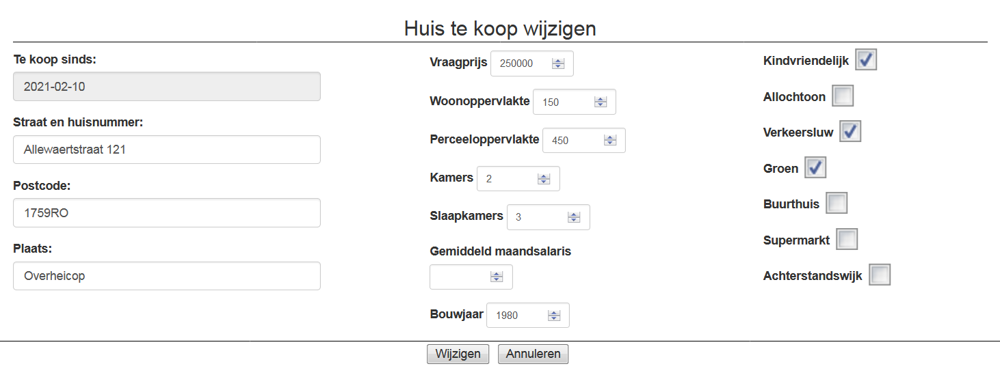 Huis te koop wijzigen
Te koop sinds:
2021-02-10
Straat en huisnummer:
Allewaertstraat 121
Postcode:
1759RO
Plaats:
Overheicop
Vraagprijs 250000
Woonoppervlakte 150
Perceeloppervlakte 450
Kamers 2
Slaapkamers 3
Gemiddeld maandsalaris
Bouwjaar 1980
Kindvriendelijk
Allochtoon
Verkeersluw
Groen
Buurthuis
Supermarkt
Achterstandswijk
Wijzigen Annuleren